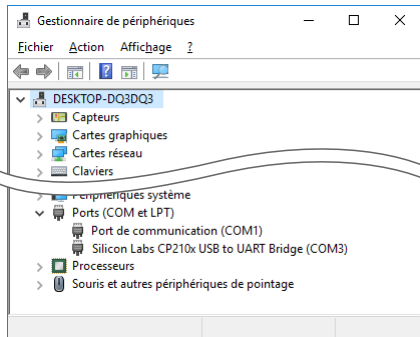 Gestionnaire de périphériques
Fichier Action Affichage ?
DESKTOP-DQ3DQ3
Capteurs
Cartes graphiques
Cartes réseau
Claviers
Périphériques système
Ports (COM et LPT)
Port de communication (COM1)
Silicon Labs CP210x USB to UART Bridge (COM3)
Processeurs
Souris et autres périphériques de pointage